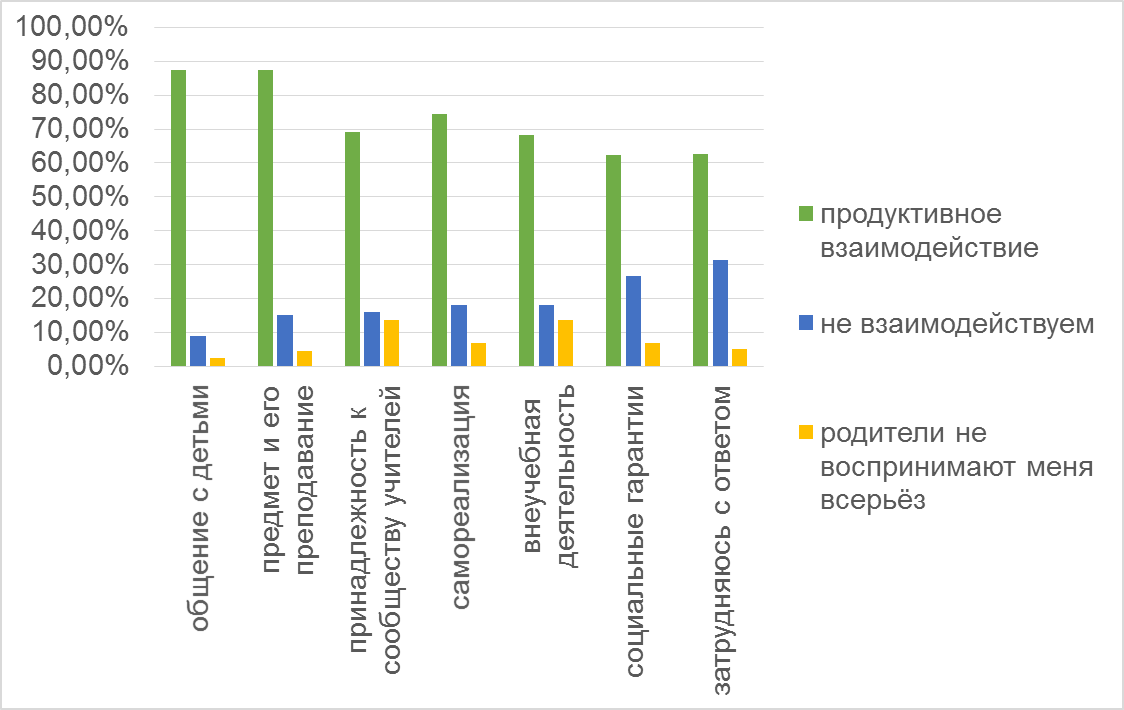 100,00%
90,00%
80,00%
70,00%
60,00%
50,00%
40,00%
30,00%
20,00%
10,00%
0,00%
общение с детьми
предмет и его
преподавание
принадлежность к
сообществу учителей
самореализация
внеучебная
деятельность
социальные гарантии
затрудняюсь с ответом
продуктивное
взаимодействие
не взаимодействуем
родители не
воспринимают меня
всерьёз